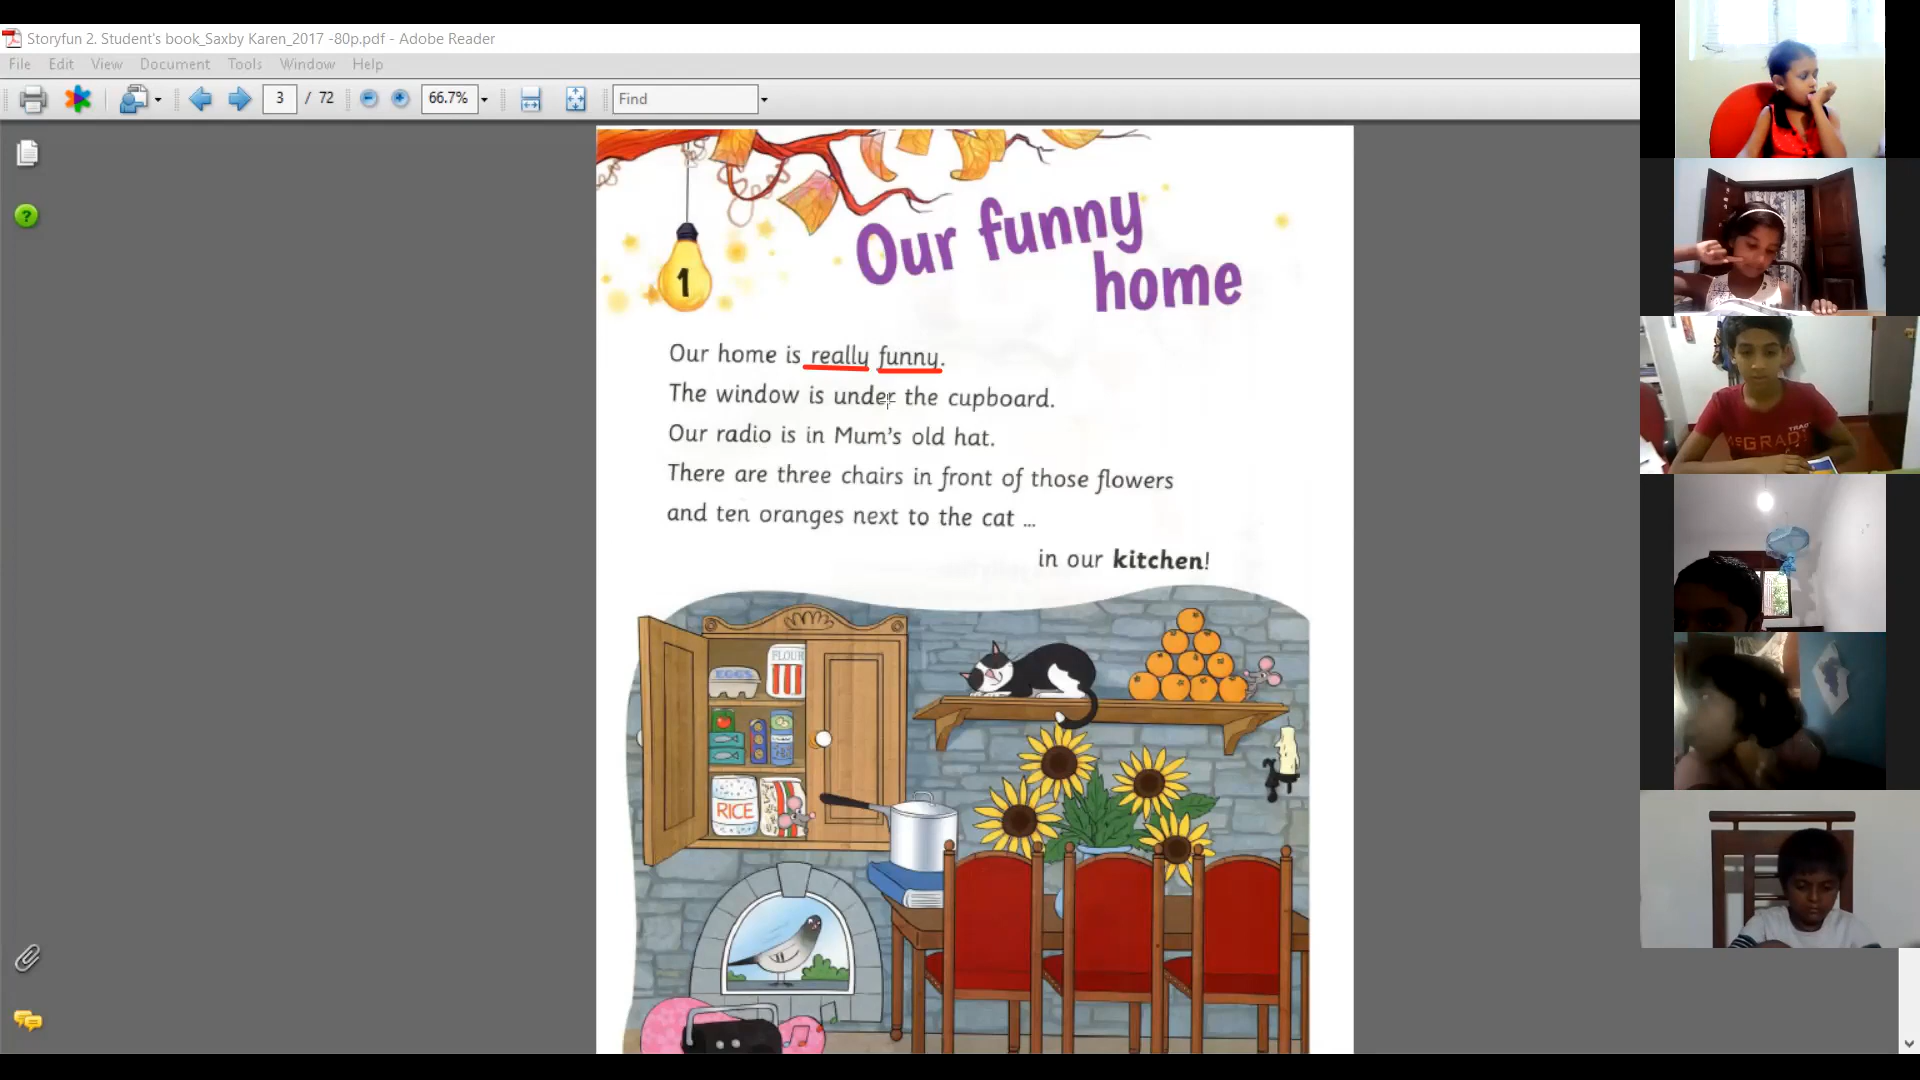 Storyfun 2. Student's book_Saxby Karen_2017 -80p.pdf - Adobe Reader
File Edit View Document Tools Window Help
3 / 72 66.7% Find
1
Our funny
home
Our home is really funny.
The window is under the cupboard.
Our radio is in Mum's old hat.
There are three chairs in front of those flowers
and ten oranges next to the cat ...
in our kitchen!
FLOUR
EGGS
RICE